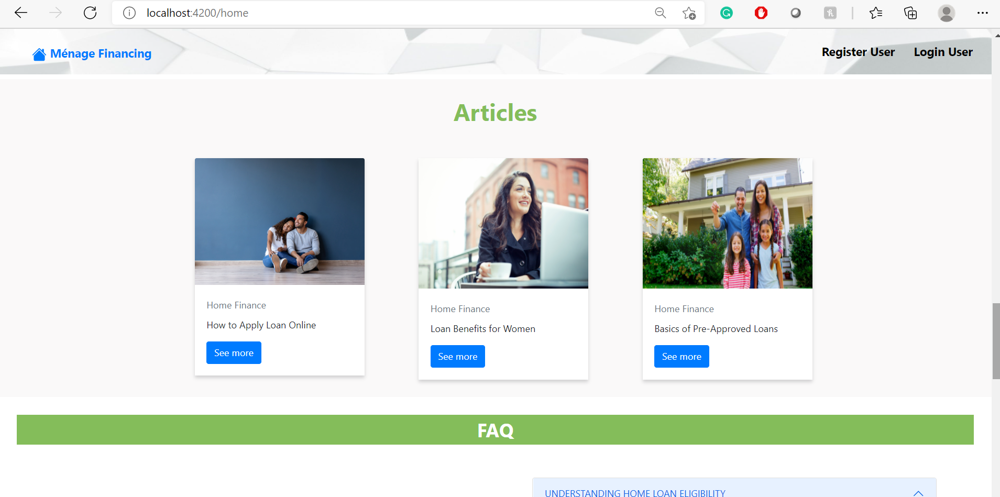 localhost:4200/home
Ménage Financing
Register User
Login User
Articles
Home Finance
How to Apply Loan Online
See more
Home Finance
Loan Benefits for Women
See more
Home Finance
Basics of Pre-Approved Loans
See more
FAQ
UNDERSTANDING HOME LOAN ELIGIBILITY